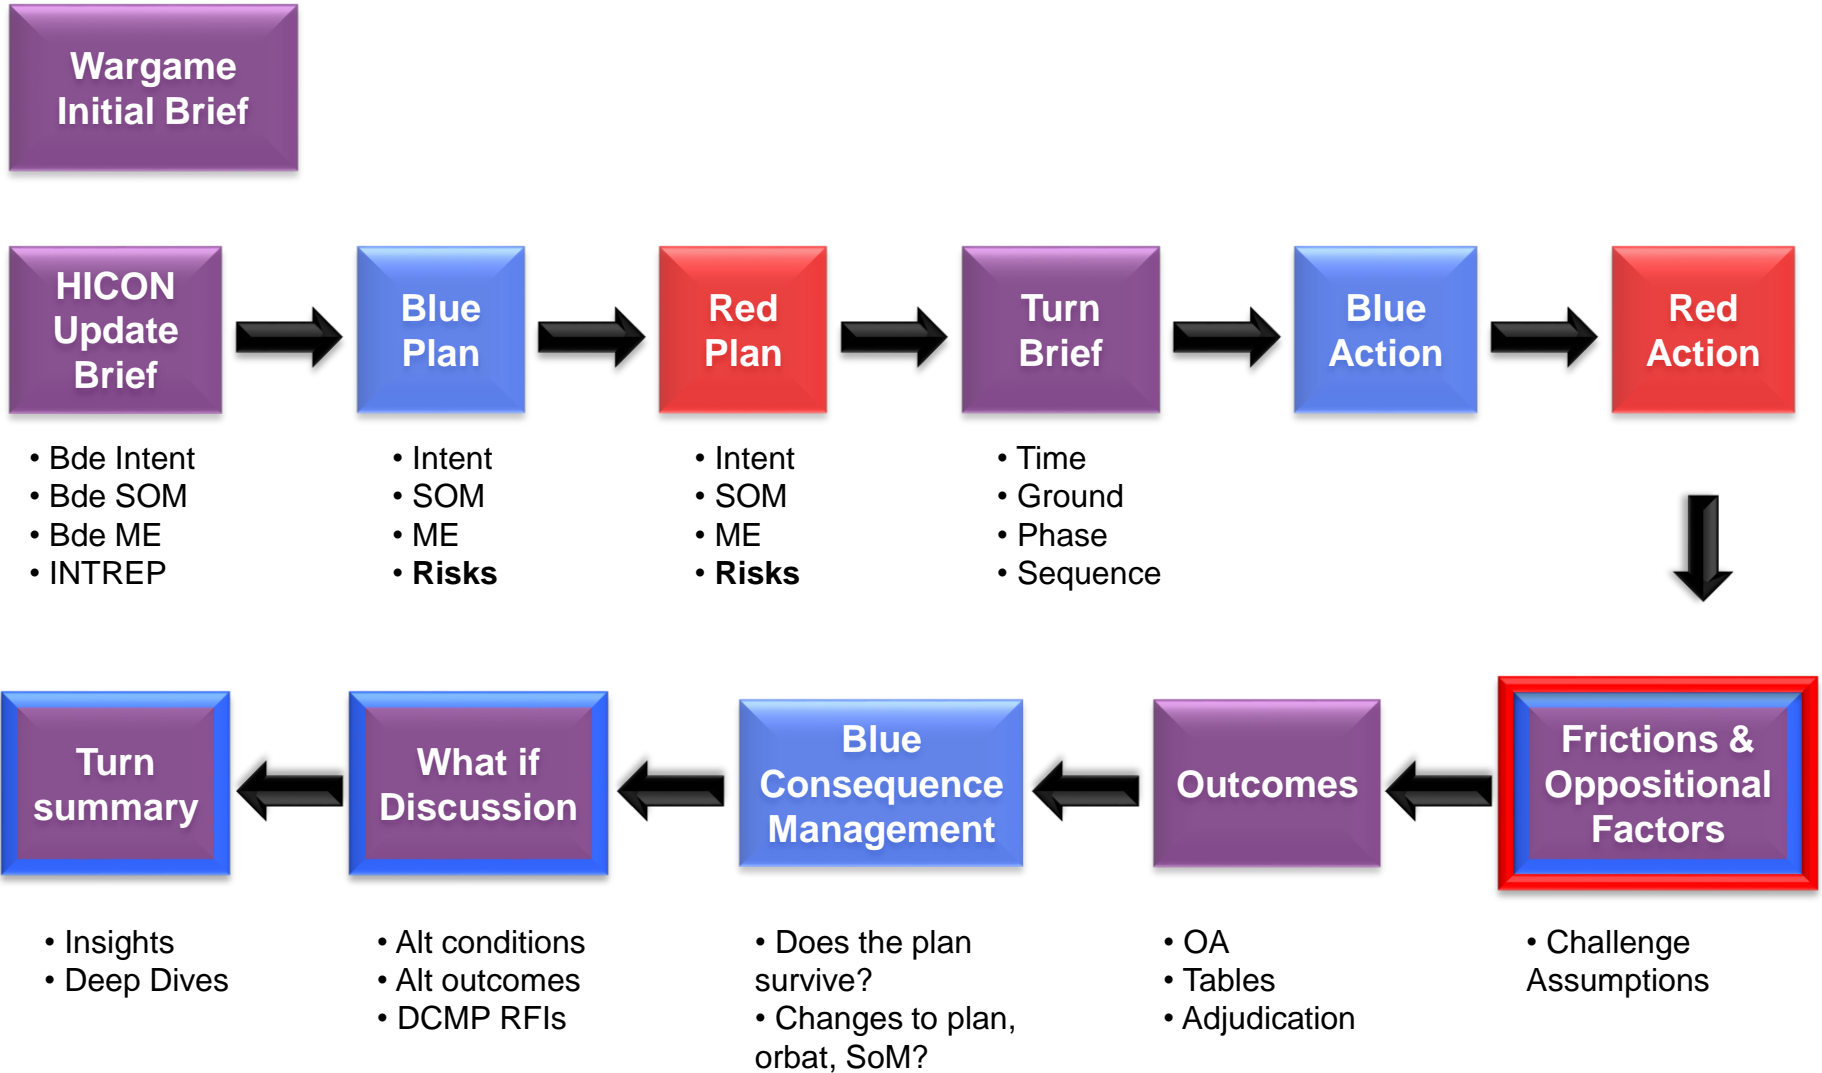 Wargame
Initial Brief
HICON
Update
Brief
Blue
Plan
Red
Plan
Turn
Brief
Blue
Action
Red
Action
• Bde Intent
• Bde SOM
• Bde ME
• INTREP
• Intent
• SOM
• ME
• Risks
• Intent
• SOM
• ME
• Risks
• Time
• Ground
• Phase
• Sequence
Turn
summary
What if
Discussion
Blue
Consequence
Management
Outcomes
Frictions &
Oppositional
Factors
• Insights
• Deep Dives
• Alt conditions
• Alt outcomes
• DCMP RFIs
• Does the plan
survive?
• Changes to plan,
orbat, SoM?
• OA
• Tables
• Adjudication
• Challenge
Assumptions